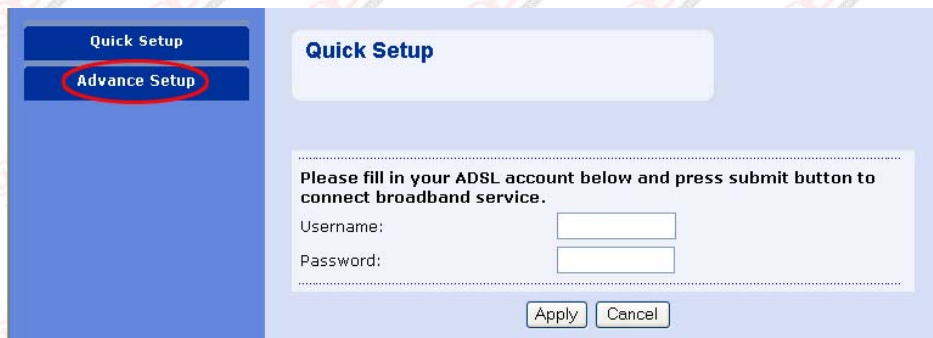 Quick Setup
Advance Setup
Quick Setup
Please fill in your ADSL account below and press submit button to
connect broadband service.
Username:
Password:
Apply Cancel